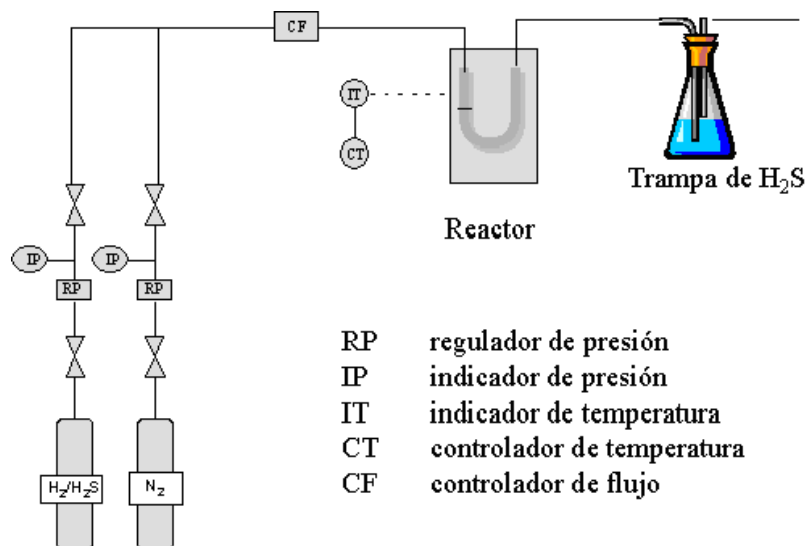 CF
IT
CT
Trampa de H₂S
Reactor
IP
IP
RP
RP
RP regulador de presión
IP indicador de presión
IT indicador de temperatura
CT controlador de temperatura
CF controlador de flujo
H₂/H₂S
N₂